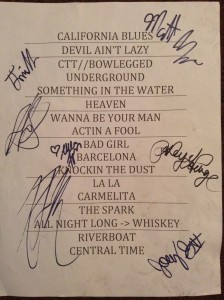 CALIFORNIA BLUES
DEVIL AIN'T LAZY
CTT//BOWLEGGED
UNDERGROUND
SOMETHING IN THE WATER
HEAVEN
WANNA BE YOUR MAN
ACTIN A FOOL
BAD GIRL
BARCELONA
KNOCKIN THE DUST
LA LA
CARMELITA
THE SPARK
ALL NIGHT LONG -> WHISKEY
RIVERBOAT
CENTRAL TIME